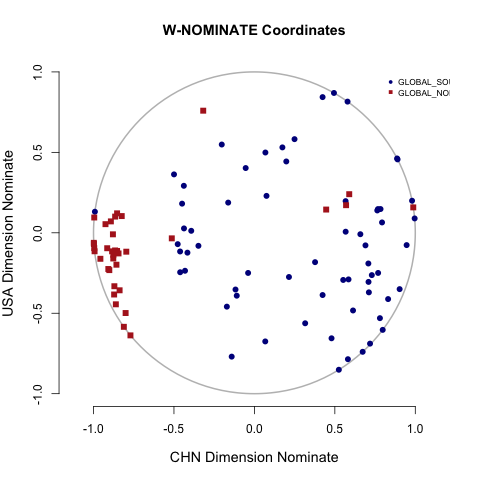 W-NOMINATE Coordinates
GLOBAL_SOU
GLOBAL_NO
1.0
0.5
0.0
-0.5
-1.0
USA Dimension Nominate
-1.0 -0.5 0.0 0.5 1.0
CHN Dimension Nominate